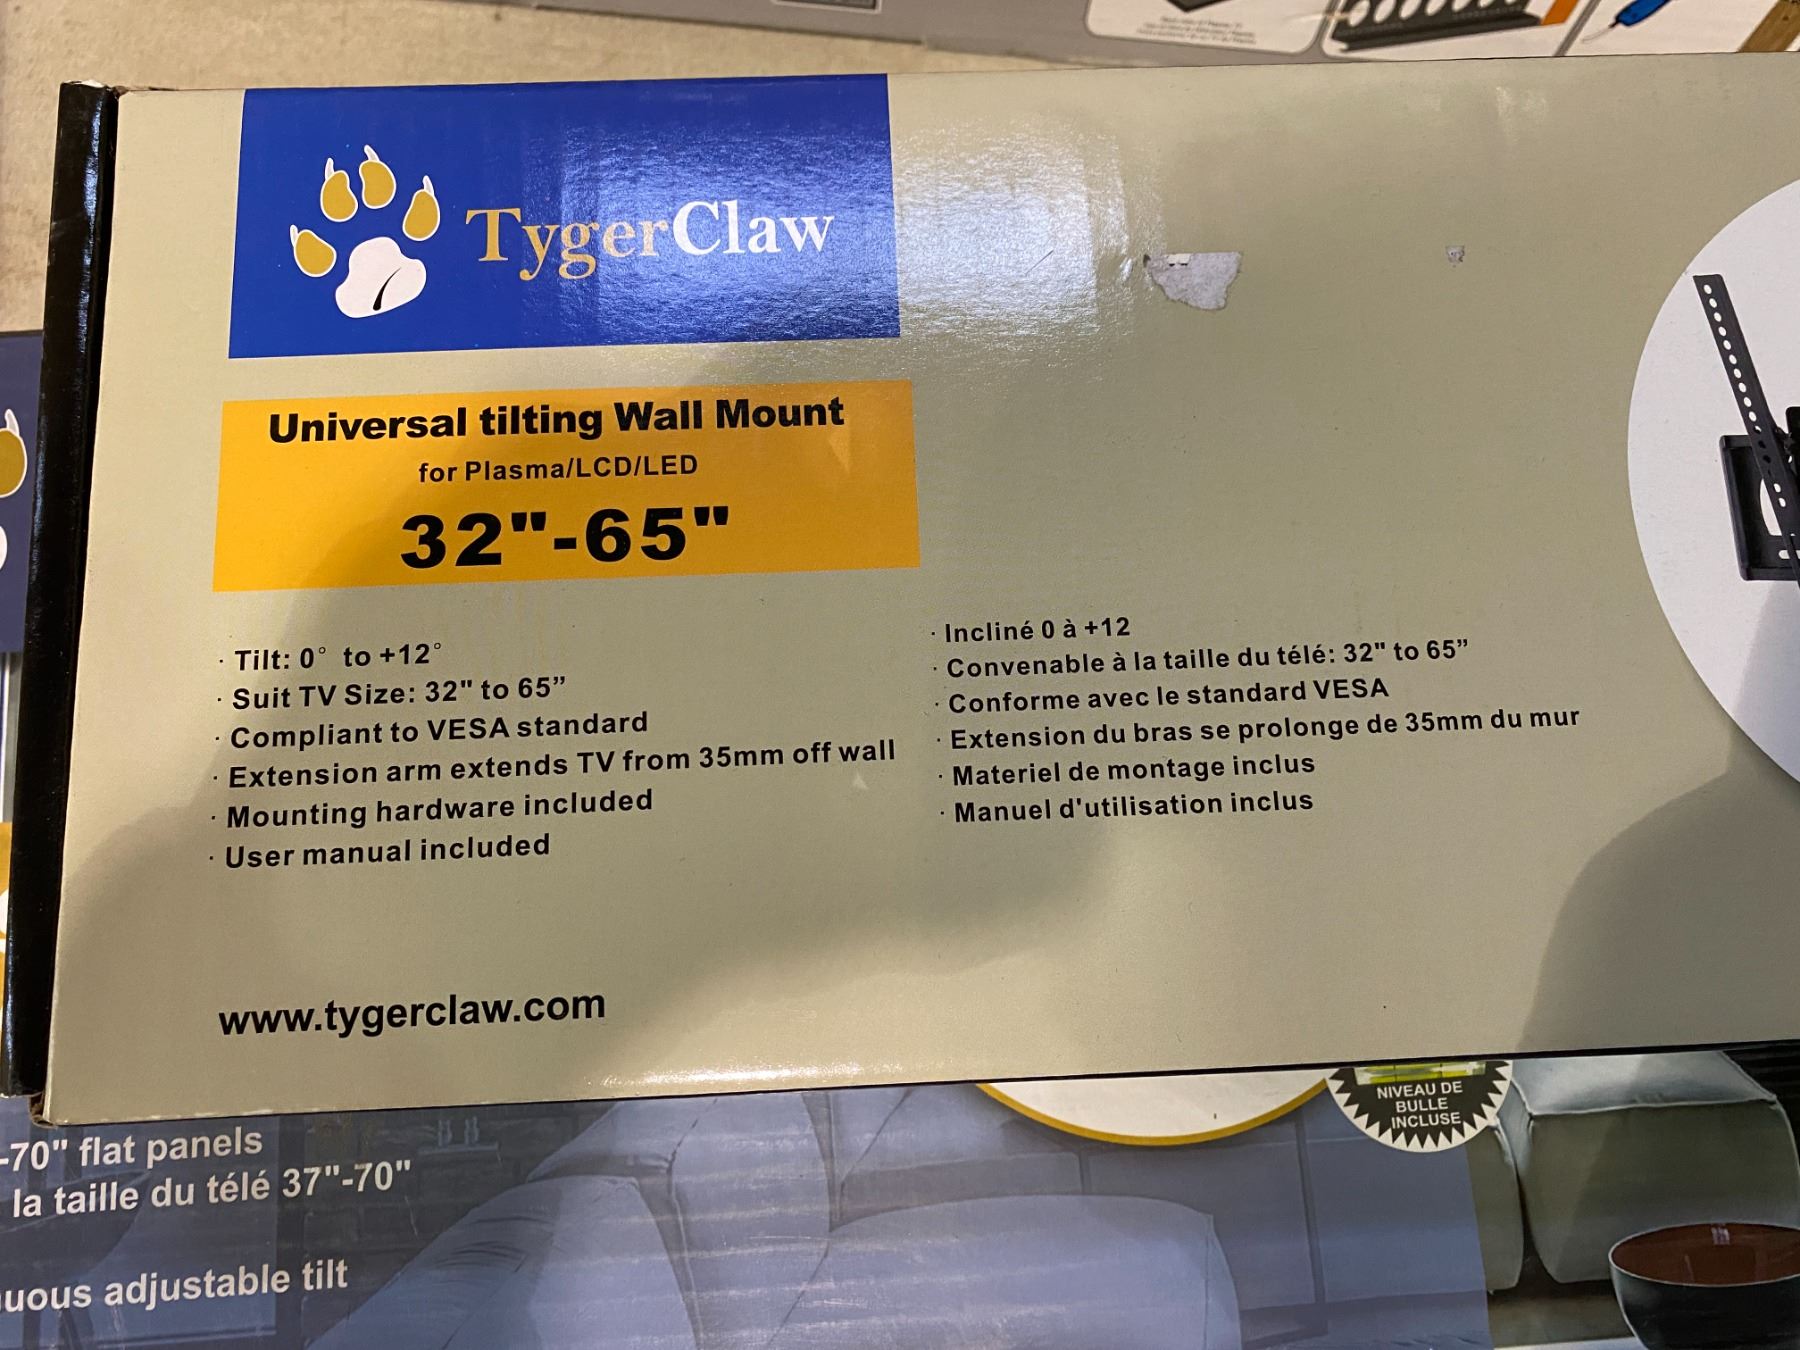 TygerClaw
Universal tilting Wall Mount
for Plasma/LCD/LED
32"-65"
· Tilt: 0° to +12°
· Suit TV Size: 32" to 65”
· Compliant to VESA standard
· Extension arm extends TV from 35mm off wall
· Mounting hardware included
· User manual included
· Incliné 0 à +12
· Convenable à la taille du télé: 32" to 65”
· Conforme avec le standard VESA
· Extension du bras se prolonge de 35mm du mur
· Materiel de montage inclus
· Manuel d'utilisation inclus
www.tygerclaw.com
NIVEAU DE
BULLE
INCLUSE
-70" flat panels
la taille du télé 37"-70"
uous adjustable tilt